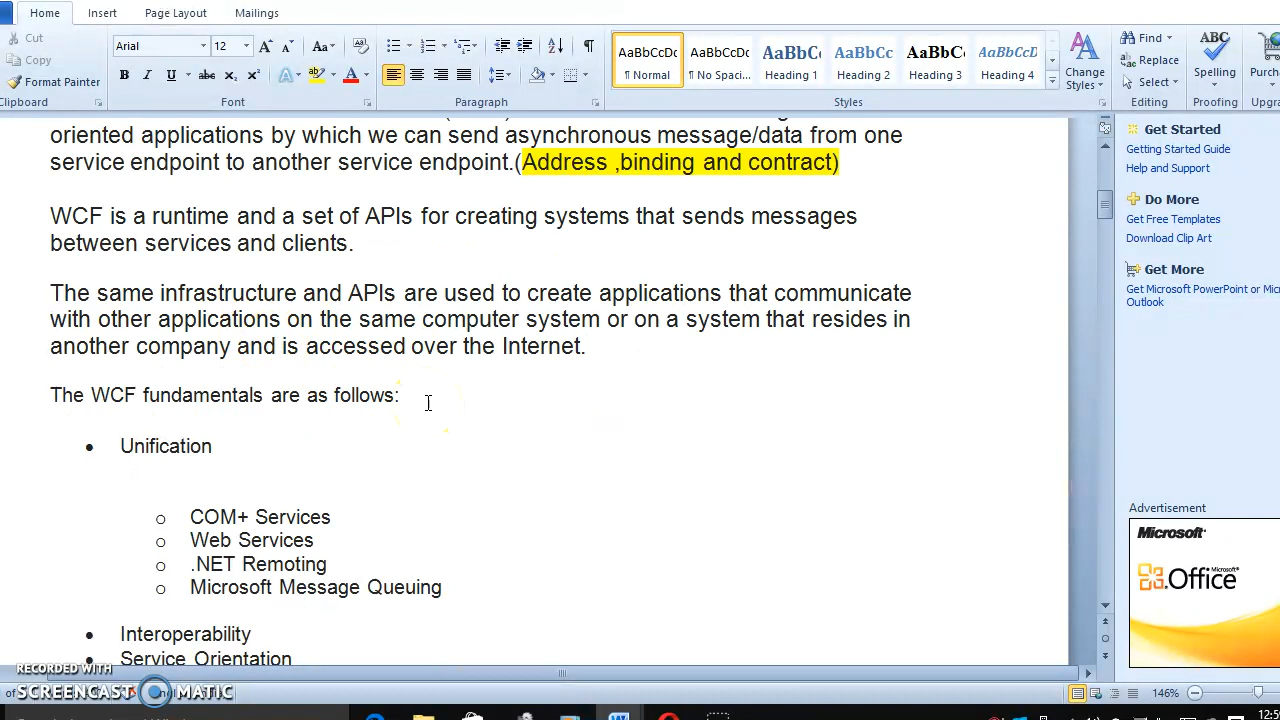 Home Insert Page Layout Mailings
Cut
Copy
Format Painter
Clipboard
Arial 12
Font
Paragraph
AaBbCcDc AaBbCcDc AaBbC AaBbCc AaBbCc AaBbCcD
¶ Normal ¶ No Spaci... Heading 1 Heading 2 Heading 3 Heading 4
Change
Styles
Styles
Find
Replace
Select
Editing
Spelling
Proofing
oriented applications by which we can send asynchronous message/data from one
service endpoint to another service endpoint.(Address ,binding and contract)
WCF is a runtime and a set of APIs for creating systems that sends messages
between services and clients.
The same infrastructure and APIs are used to create applications that communicate
with other applications on the same computer system or on a system that resides in
another company and is accessed over the Internet.
The WCF fundamentals are as follows:
• Unification
o COM+ Services
o Web Services
o .NET Remoting
o Microsoft Message Queuing
• Interoperability
• Service Orientation
Get Started
Getting Started Guide
Help and Support
Do More
Get Free Templates
Download Clip Art
Get More
Get Microsoft PowerPoint or Mic
Outlook
Advertisement
Microsoft
Office
RECORDED WITH
SCREENCAST MATIC
146%